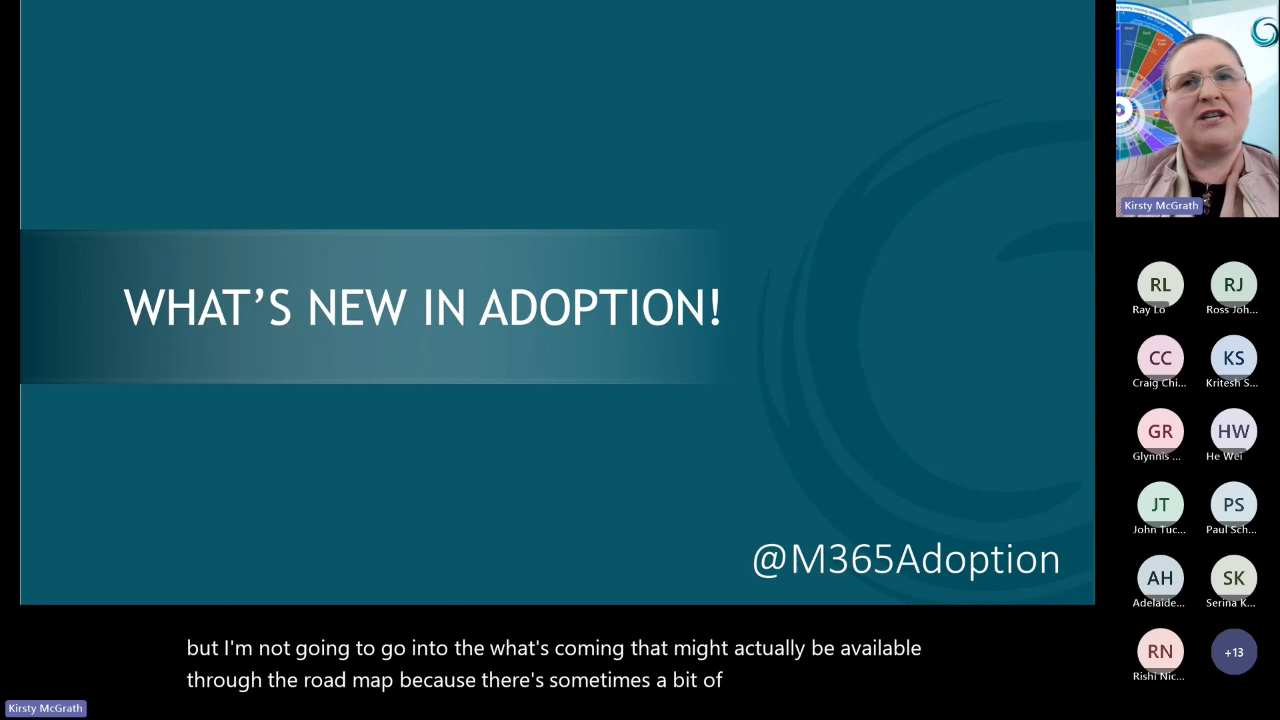 WHAT'S NEW IN ADOPTION!
@M365Adoption
Kirsty McGrath
RL
Ray Lo
RJ
Ross Joh...
CC
Craig Chi...
KS
Kritesh S...
GR
Glynnis ...
HW
He Wei
JT
John Tuc...
PS
Paul Sch...
AH
Adelaide...
SK
Serina K...
RN
Rishi Nic...
+13
but I'm not going to go into the what's coming that might actually be available
through the road map because there's sometimes a bit of
Kirsty McGrath